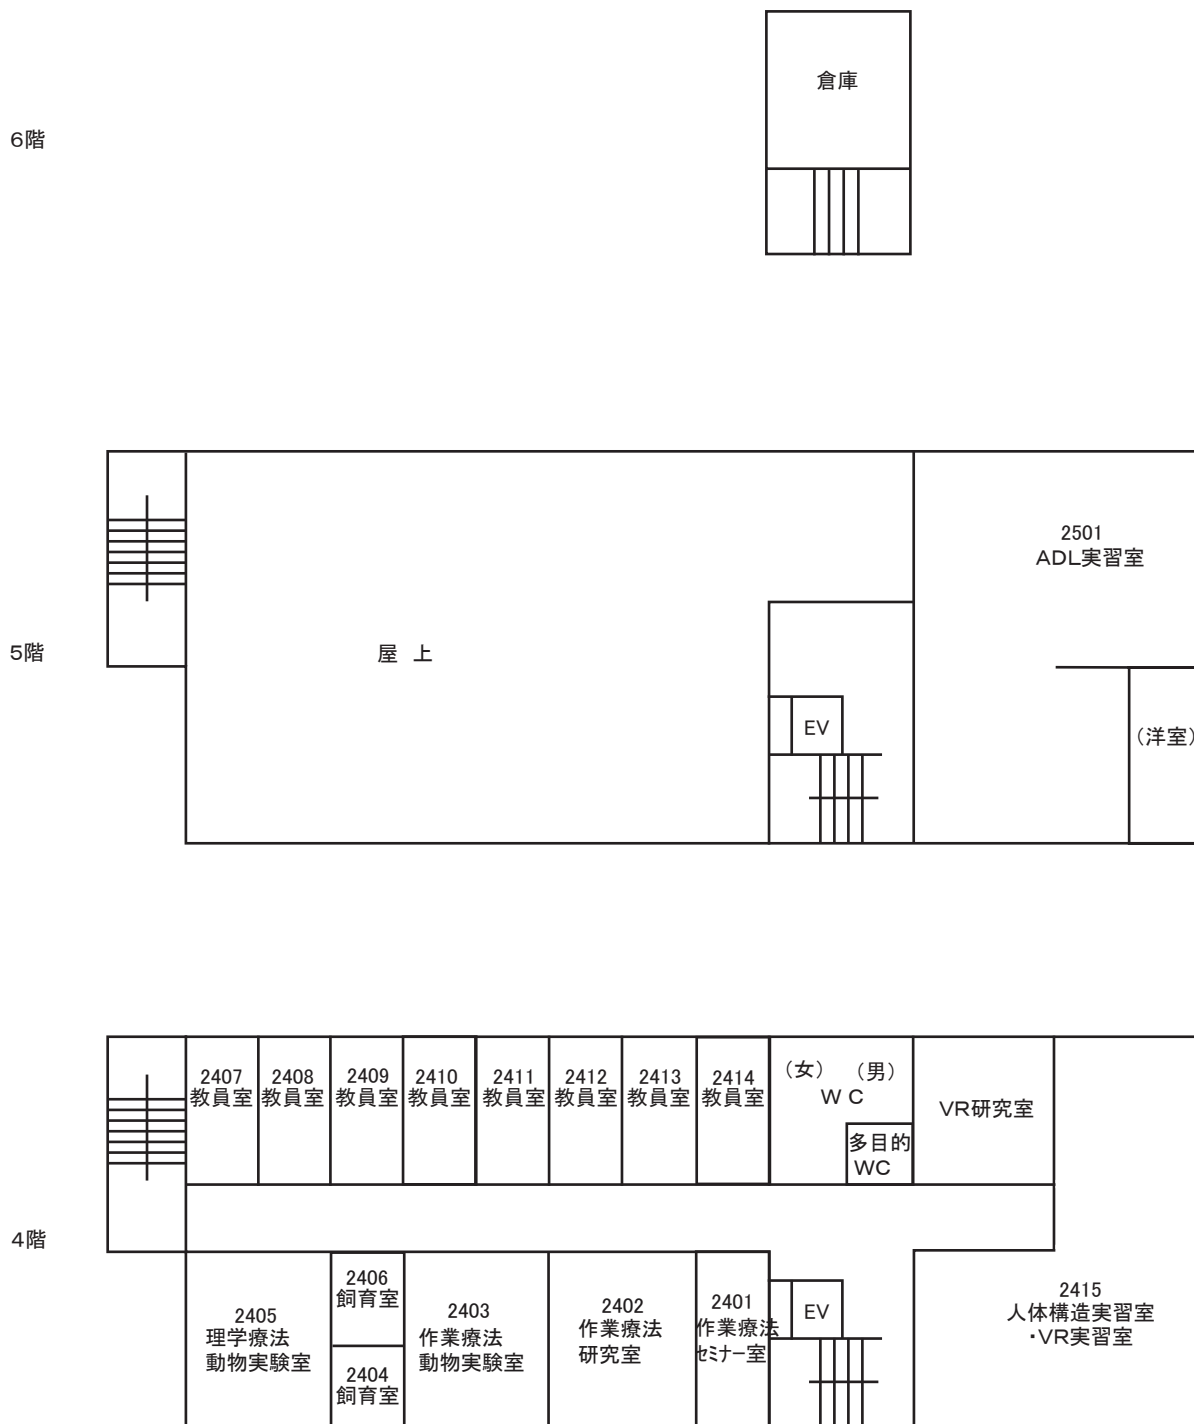 倉庫
6階
2501
ADL実習室
5階
屋 上
EV
(洋室)
2407
教員室
2408
教員室
2409
教員室
2410
教員室
2411
教員室
2412
教員室
2413
教員室
2414
教員室
(女) (男)
WC
多目的
WC
VR研究室
4階
2405
理学療法
動物実験室
2406
飼育室
2404
飼育室
2403
作業療法
動物実験室
2402
作業療法
研究室
2401
作業療法
セミナー室
EV
2415
人体構造実習室
・VR実習室